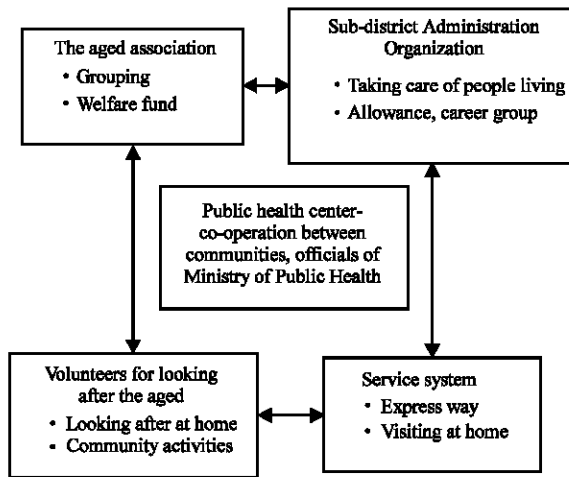 The aged association
• Grouping
• Welfare fund
Sub-district Administration
Organization
• Taking care of people living
• Allowance, career group
Public health center-
co-operation between
communities, officials of
Ministry of Public Health
Volunteers for looking
after the aged
• Looking after at home
• Community activities
Service system
• Express way
• Visiting at home